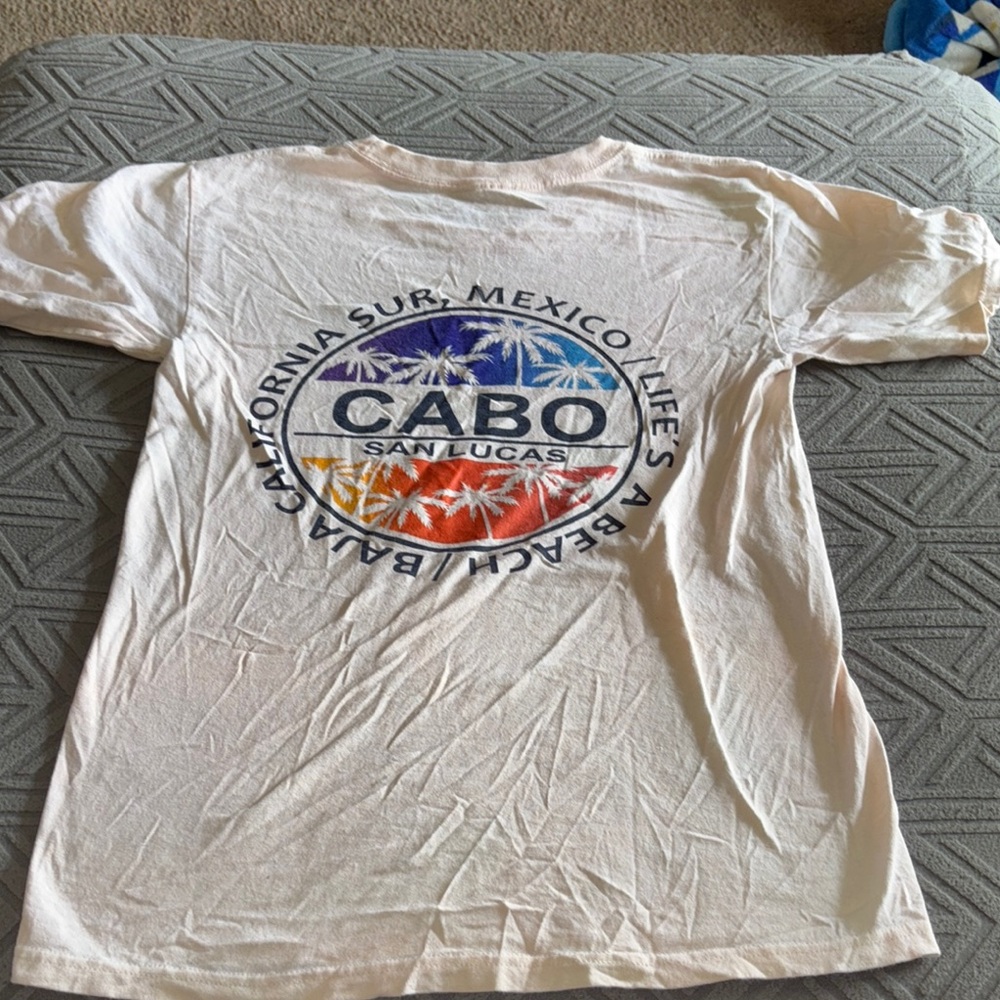 BAJA CALIFORNIA SUR, MEXICO / LIFE'S A BEACH /
CABO
SAN LUCAS